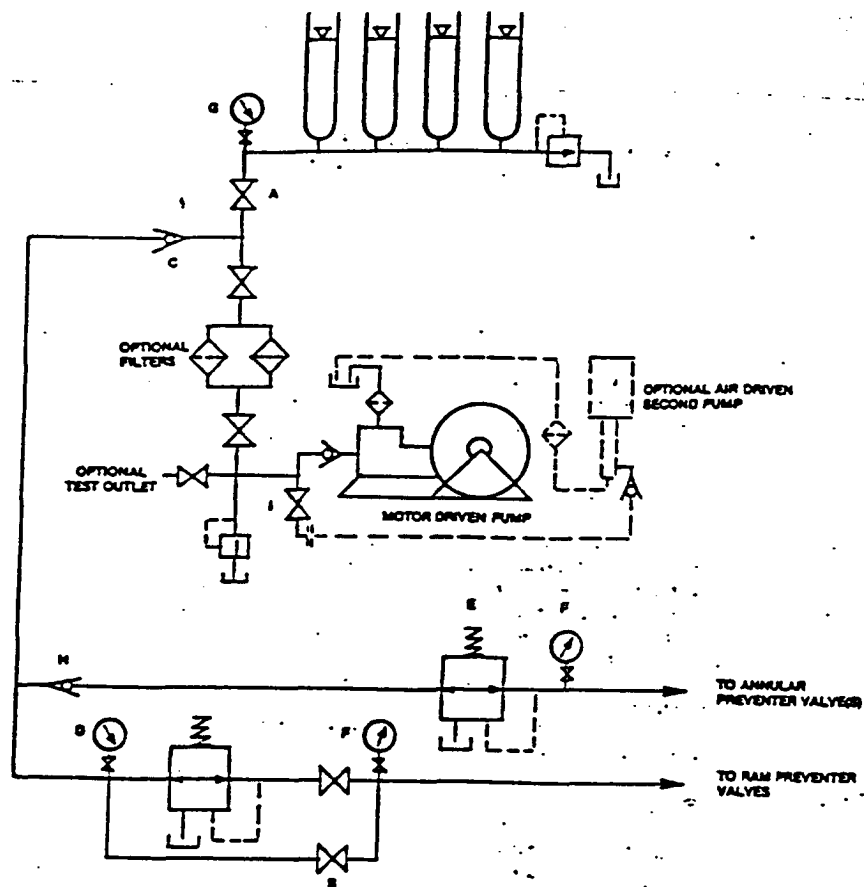 G
A
C
OPTIONAL
FILTERS
OPTIONAL AIR DRIVEN
SECOND PUMP
OPTIONAL
TEST OUTLET
MOTOR DRIVEN PUMP
E
F
H
TO ANNULAR
PREVENTER VALVE(S)
D
F
TO RAM PREVENTER
VALVES